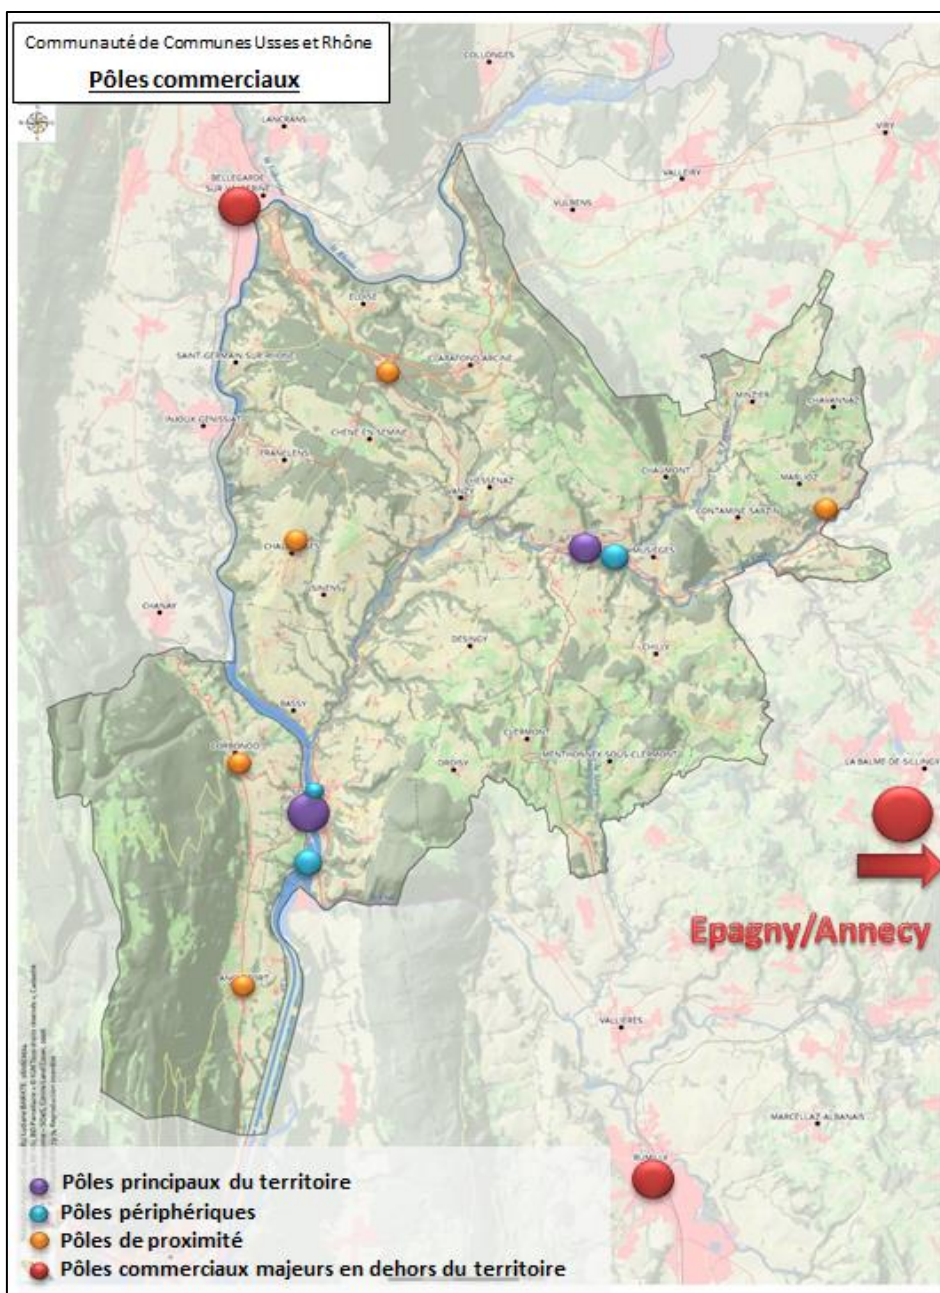 Communauté de Communes Usses et Rhône
Pôles commerciaux
COLLONGES
LANCRANS
VIRY
BELLEGARDE
VALLEIRY
VULBENS
ELOISE
SAINT-GERMAIN-SUR-RHONE
CLARAFOND-ARCINE
MINZIER
CHAVANNAZ
INJOUX-GENISSIAT
CHENE-EN-SEMINE
FRANCLENS
CHAUMONT
MARLIOZ
CHESSENAZ
VANZY
CONTAMINE-SARZIN
MUSIEGES
CHANAY
DESINGY
CHILLY
BASSY
CLERMONT
CORBONOD
MENTHONNEX-SOUS-CLERMONT
DROISY
LA BALME-DE-SILLINGY
Epagny/Annecy
VALLIERES
MARCELLAZ-ALBANAIS
RUMILLY
Pôles principaux du territoire
Pôles périphériques
Pôles de proximité
Pôles commerciaux majeurs en dehors du territoire